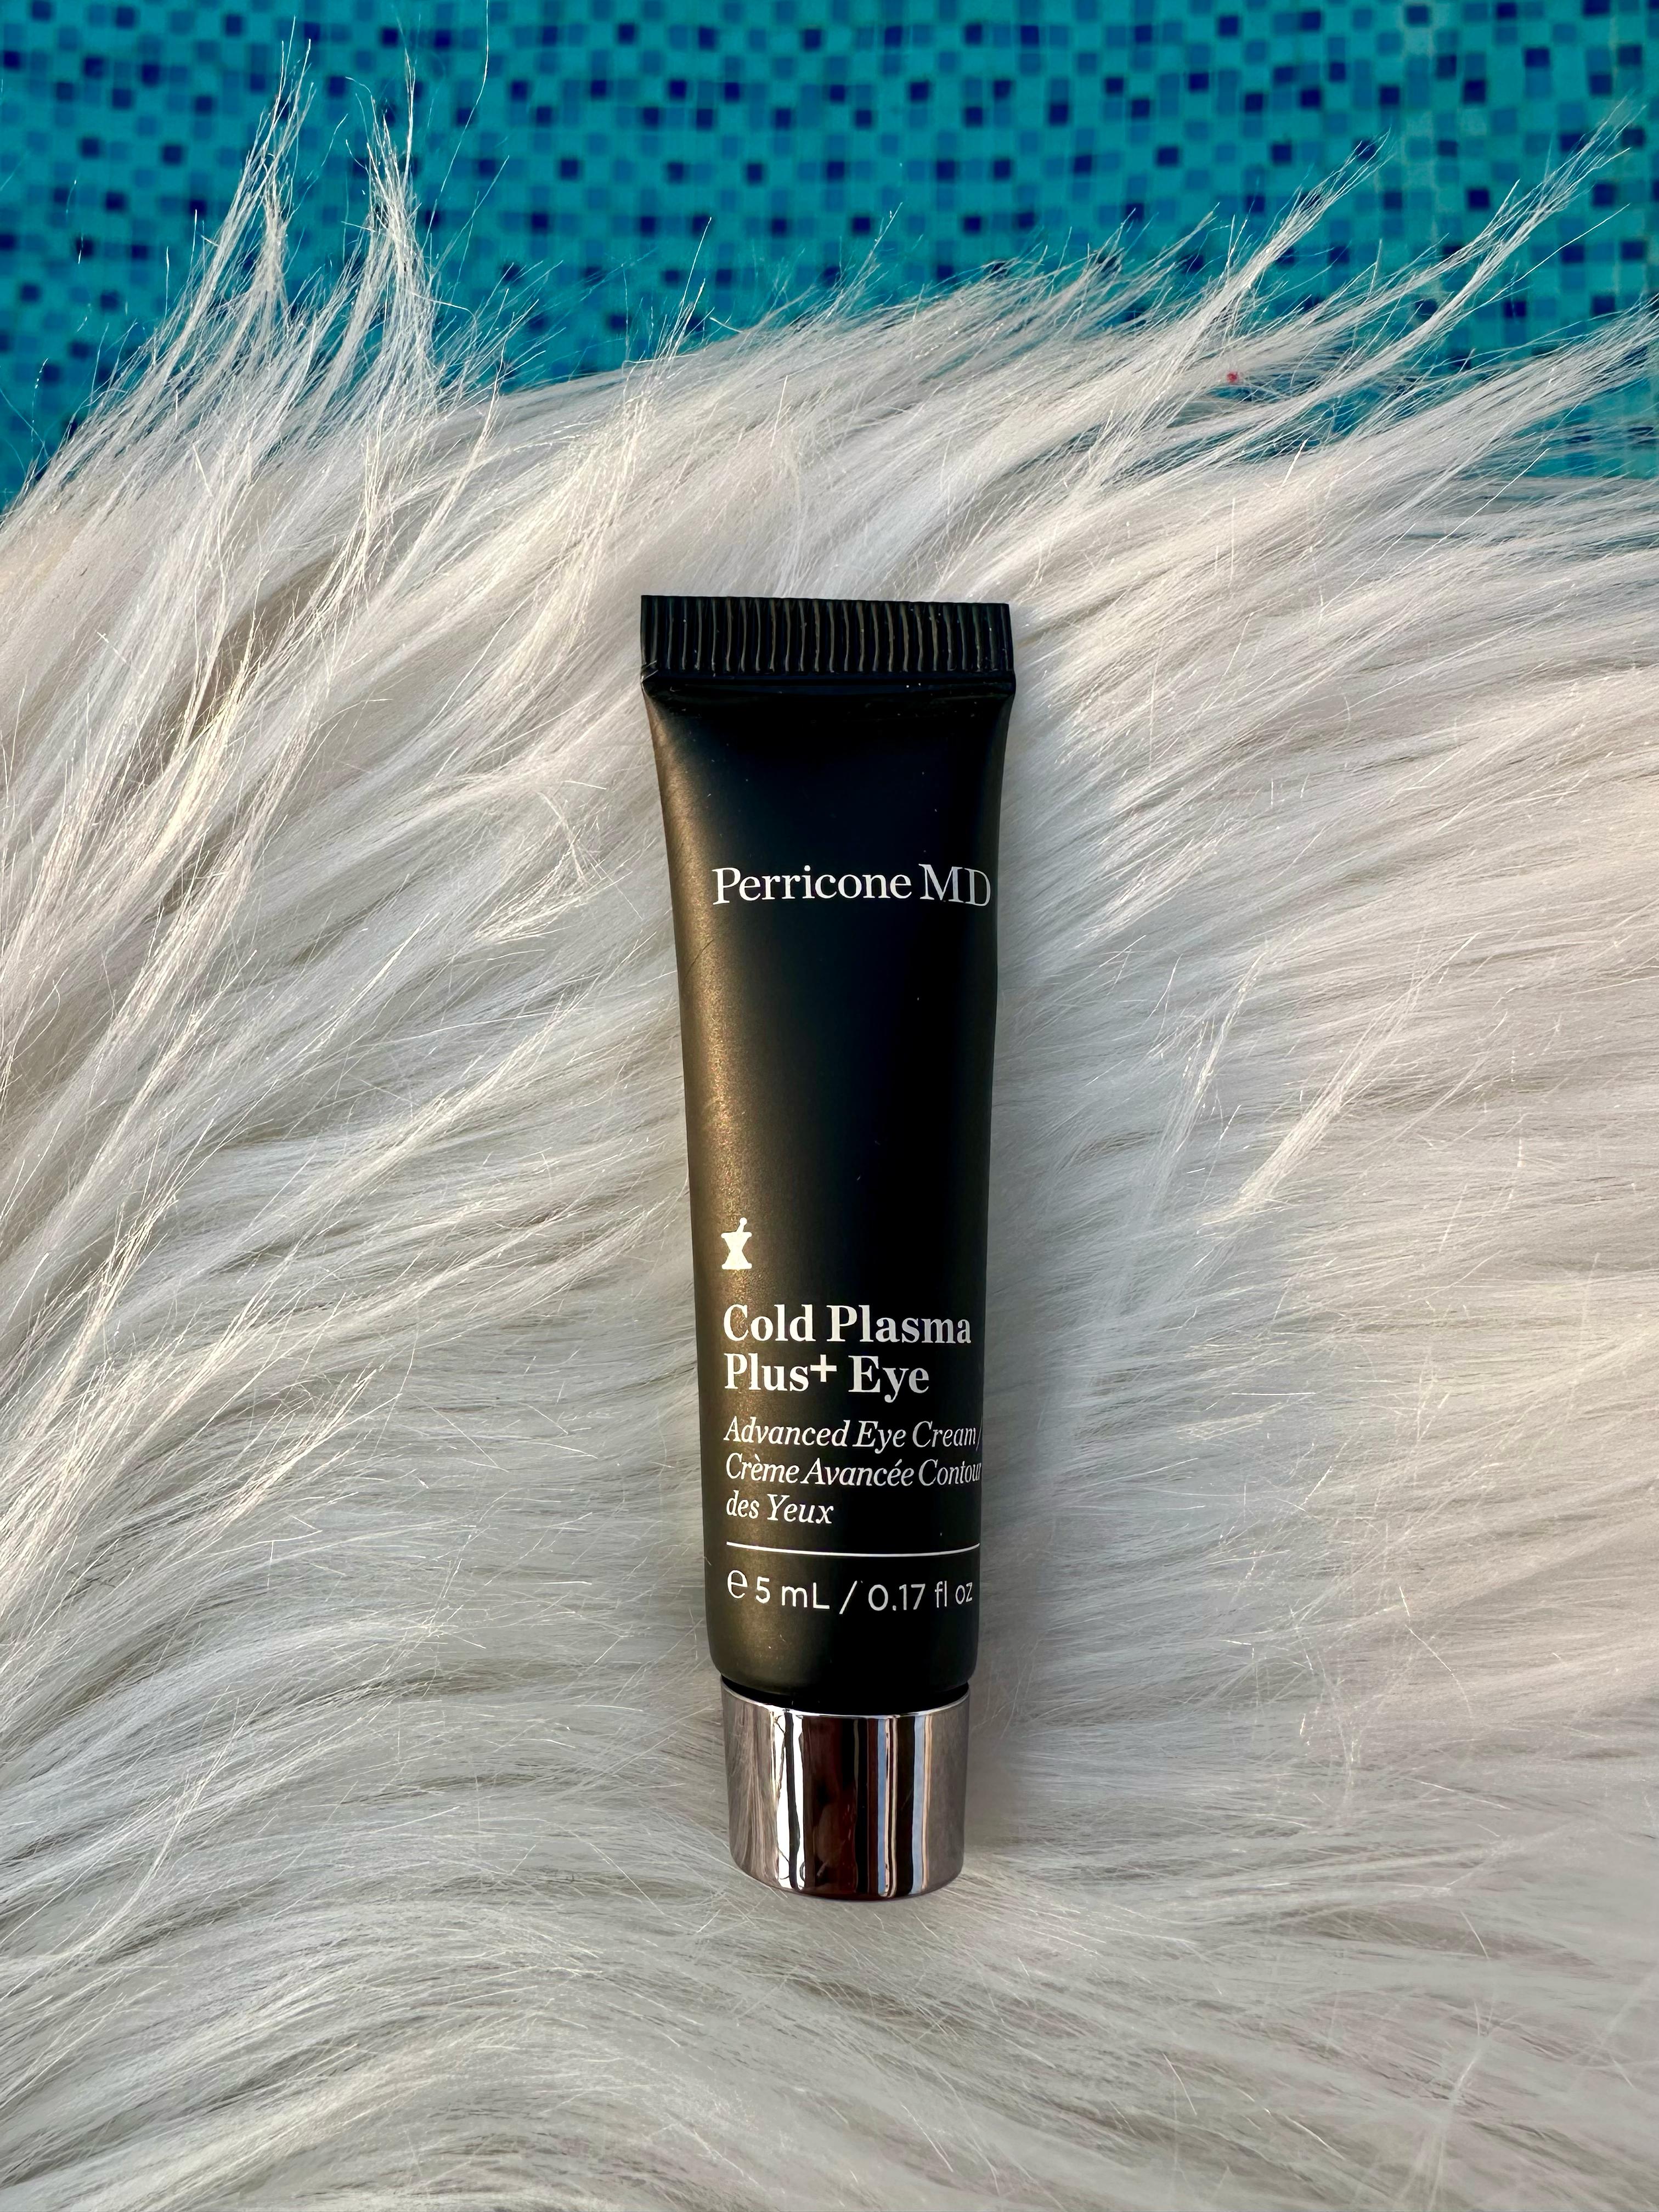 Perricone MD
Cold Plasma
Plus+ Eye
Advanced Eye Cream/
Crème Avancée Contour
des Yeux
℮ 5 mL / 0.17 fl oz